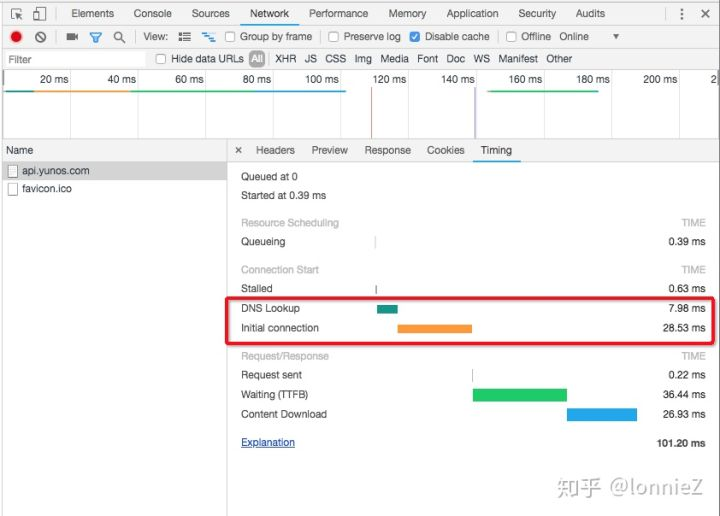 Elements Console Sources Network Performance Memory Application Security Audits
View: Group by frame Preserve log Disable cache Offline Online
Filter Hide data URLs All XHR JS CSS Img Media Font Doc WS Manifest Other
20 ms 40 ms 60 ms 80 ms 100 ms 120 ms 140 ms 160 ms 180 ms 200 ms 2
Name × Headers Preview Response Cookies Timing
api.yunos.com
favicon.ico
Queued at 0
Started at 0.39 ms
Resource Scheduling TIME
Queueing 0.39 ms
Connection Start TIME
Stalled 0.63 ms
DNS Lookup 7.98 ms
Initial connection 28.53 ms
Request/Response TIME
Request sent 0.22 ms
Waiting (TTFB) 36.44 ms
Content Download 26.93 ms
Explanation 101.20 ms
知乎 @lonnieZ